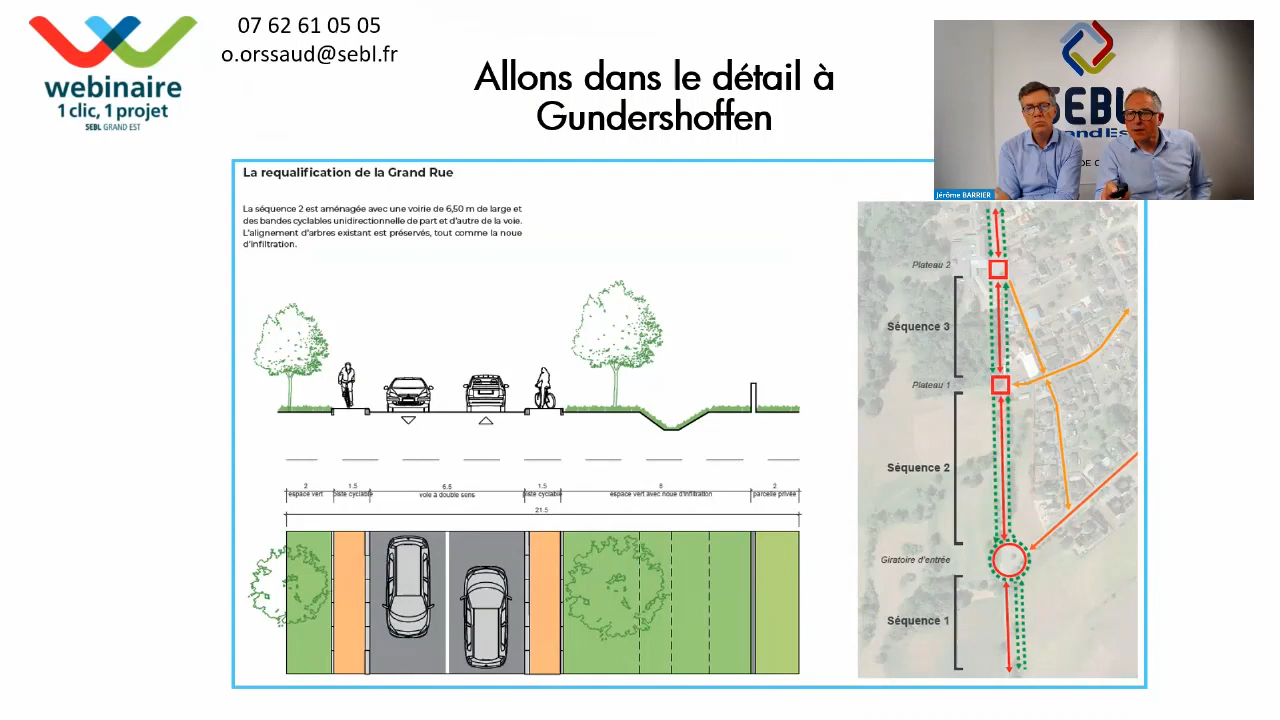 07 62 61 05 05
o.orssaud@sebl.fr
webinaire
1 clic, 1 projet
SEBL GRAND EST
Allons dans le détail à
Gundershoffen
SEBL
Grand Es
DE C
Jérôme BARRIER
La requalification de la Grand Rue
La séquence 2 est aménagée avec une voirie de 6,50 m de large et
des bandes cyclables unidirectionnelle de part et d'autre de la voie.
L'alignement d'arbres existant est préservés, tout comme la noue
d'infiltration.
2 1.5 6.5 1.5 8 2
espace vert piste cyclable voie à double sens piste cyclable espace vert avec noue d'infiltration parcelle privée
21.5
Plateau 2
Séquence 3
Plateau 1
Séquence 2
Giratoire d'entrée
Séquence 1